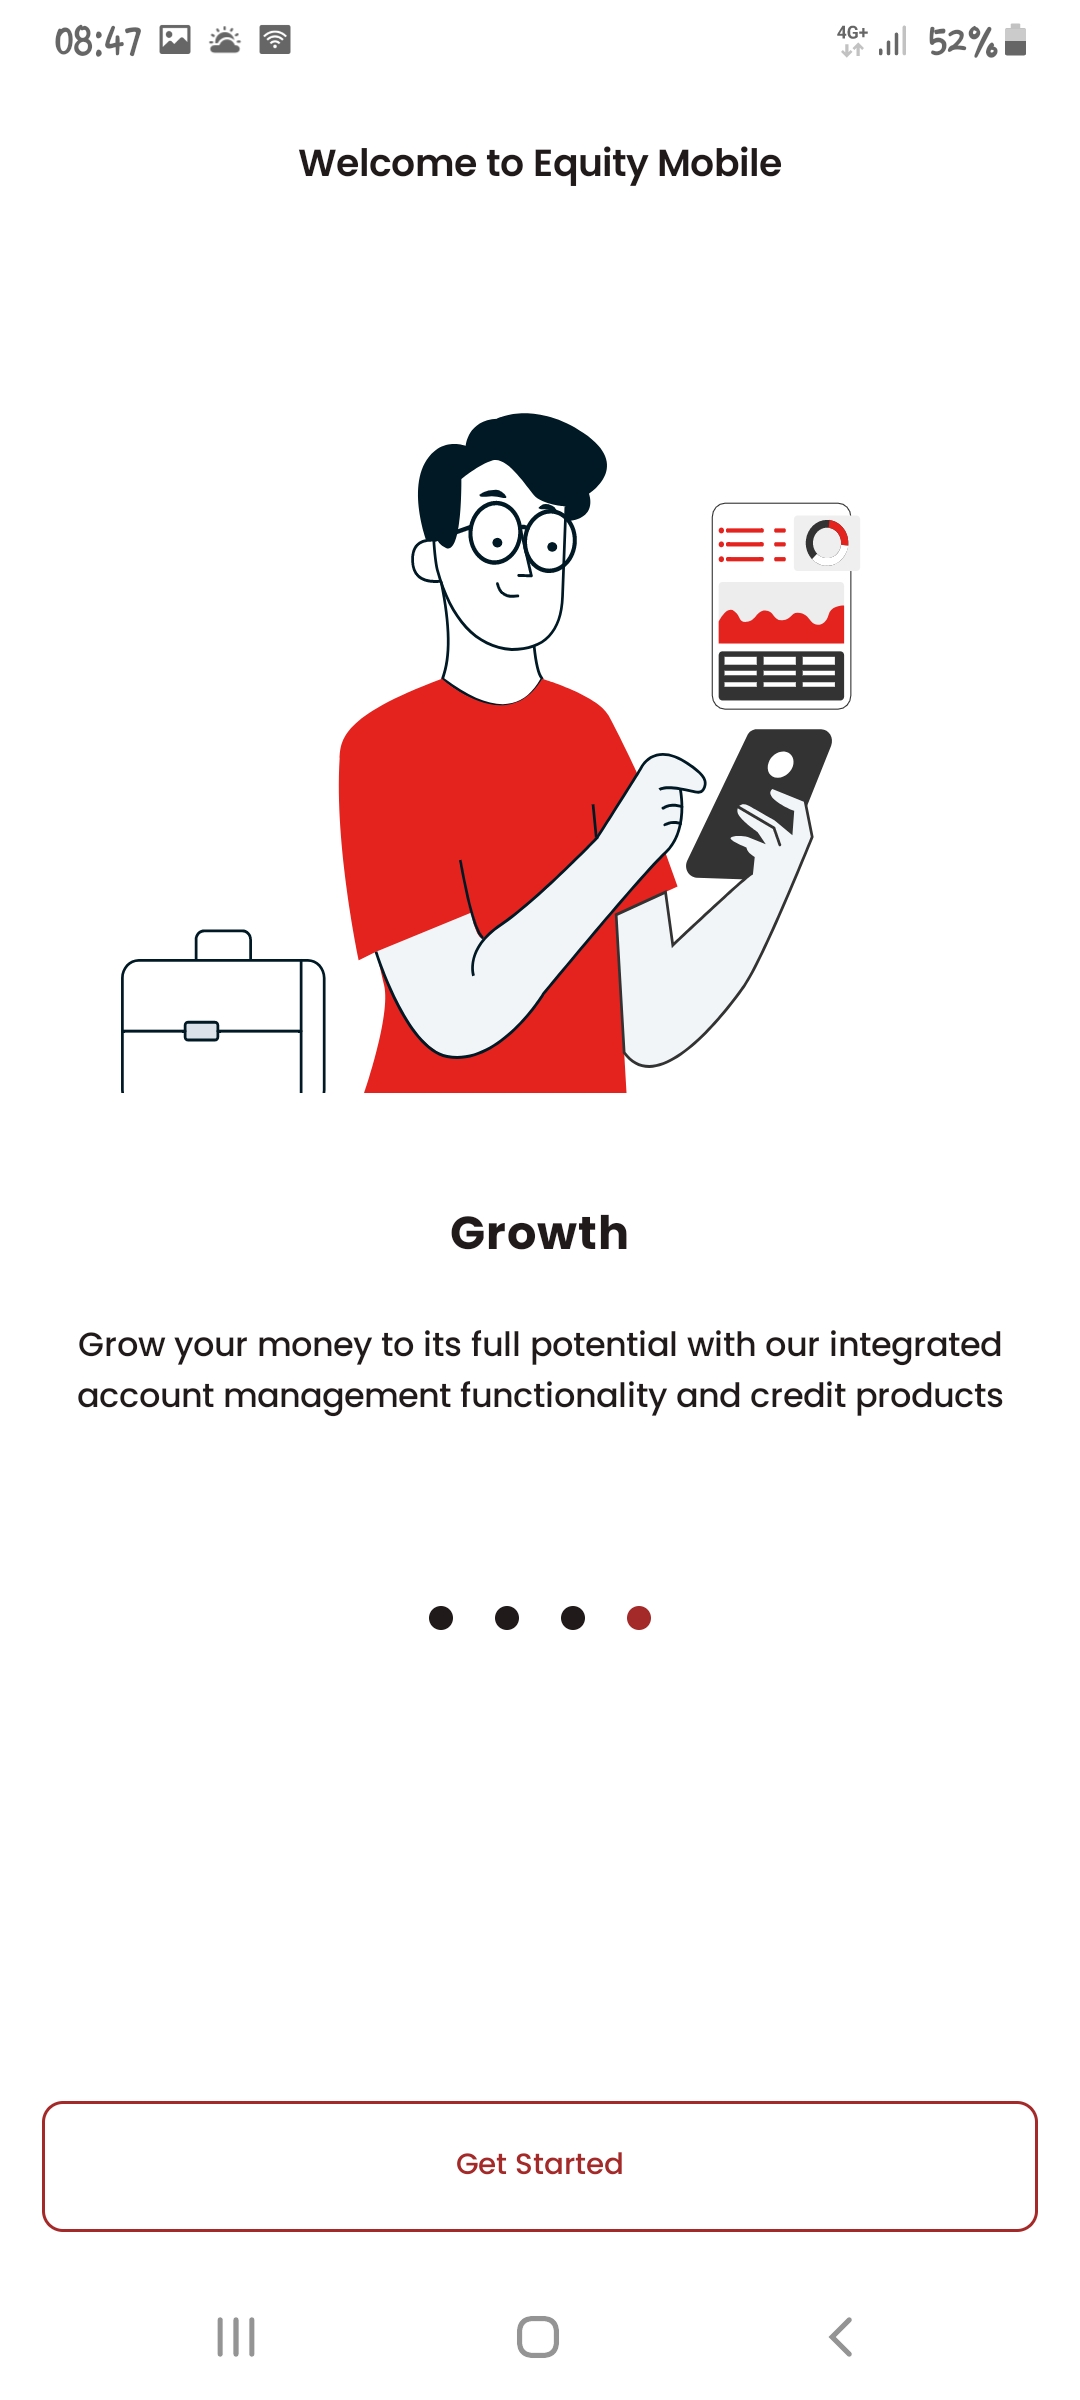 08:47 4G+ 52%
Welcome to Equity Mobile
Growth
Grow your money to its full potential with our integrated
account management functionality and credit products
Get Started